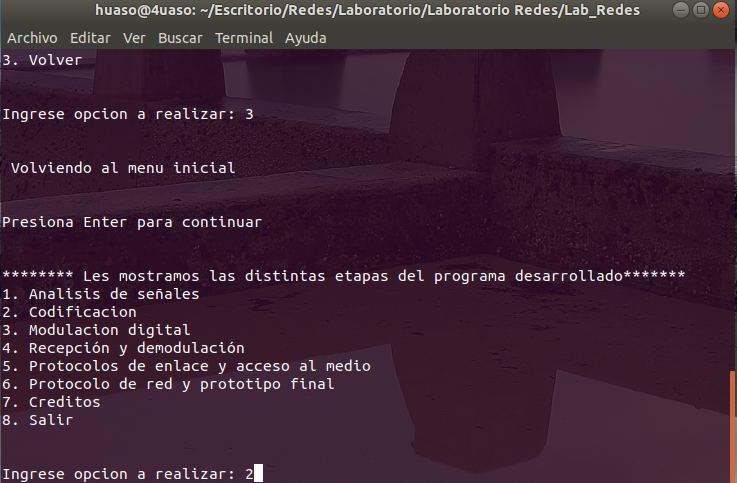 huaso@4uaso: ~/Escritorio/Redes/Laboratorio/Laboratorio Redes/Lab_Redes
Archivo Editar Ver Buscar Terminal Ayuda
3. Volver
Ingrese opcion a realizar: 3
Volviendo al menu inicial
Presiona Enter para continuar
******** Les mostramos las distintas etapas del programa desarrollado*******
1. Analisis de señales
2. Codificacion
3. Modulacion digital
4. Recepción y demodulación
5. Protocolos de enlace y acceso al medio
6. Protocolo de red y prototipo final
7. Creditos
8. Salir
Ingrese opcion a realizar: 2